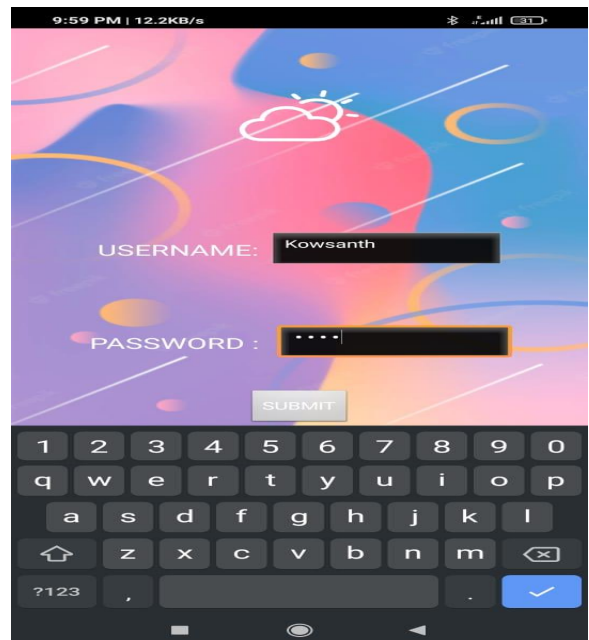 9:59 PM | 12.2KB/s 31
USERNAME: Kowsanth
PASSWORD : ····
SUBMIT
1 2 3 4 5 6 7 8 9 0
q w e r t y u i o p
a s d f g h j k l
z x c v b n m
?123 , .